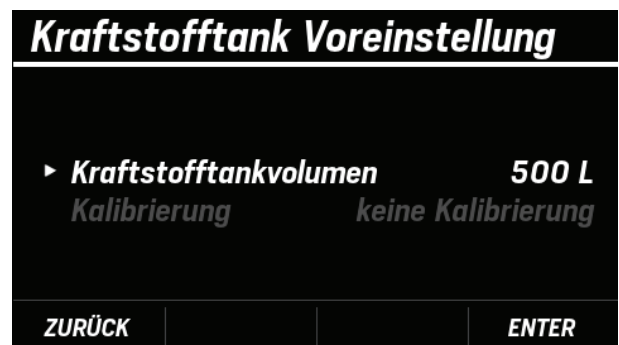 Kraftstofftank Voreinstellung
Kraftstofftankvolumen 500 L
Kalibrierung keine Kalibrierung
ZURÜCK ENTER